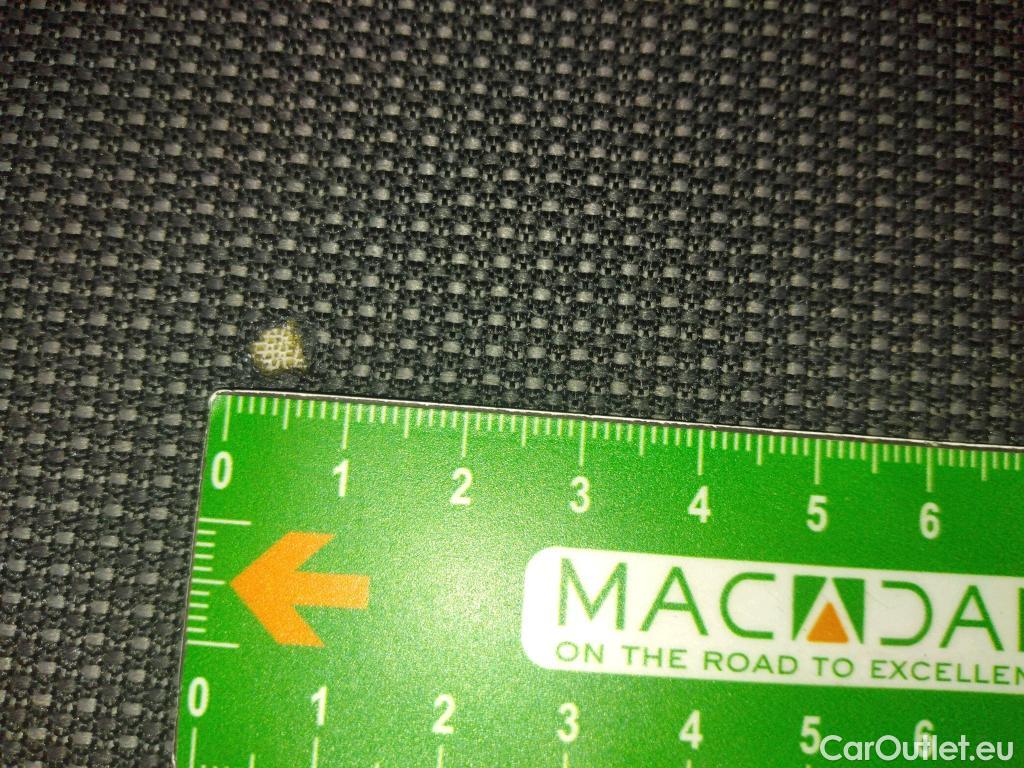 0 1 2 3 4 5 6
MACADA
ON THE ROAD TO EXCELLEN
0 1 2 3 4 5 6
CarOutlet.eu